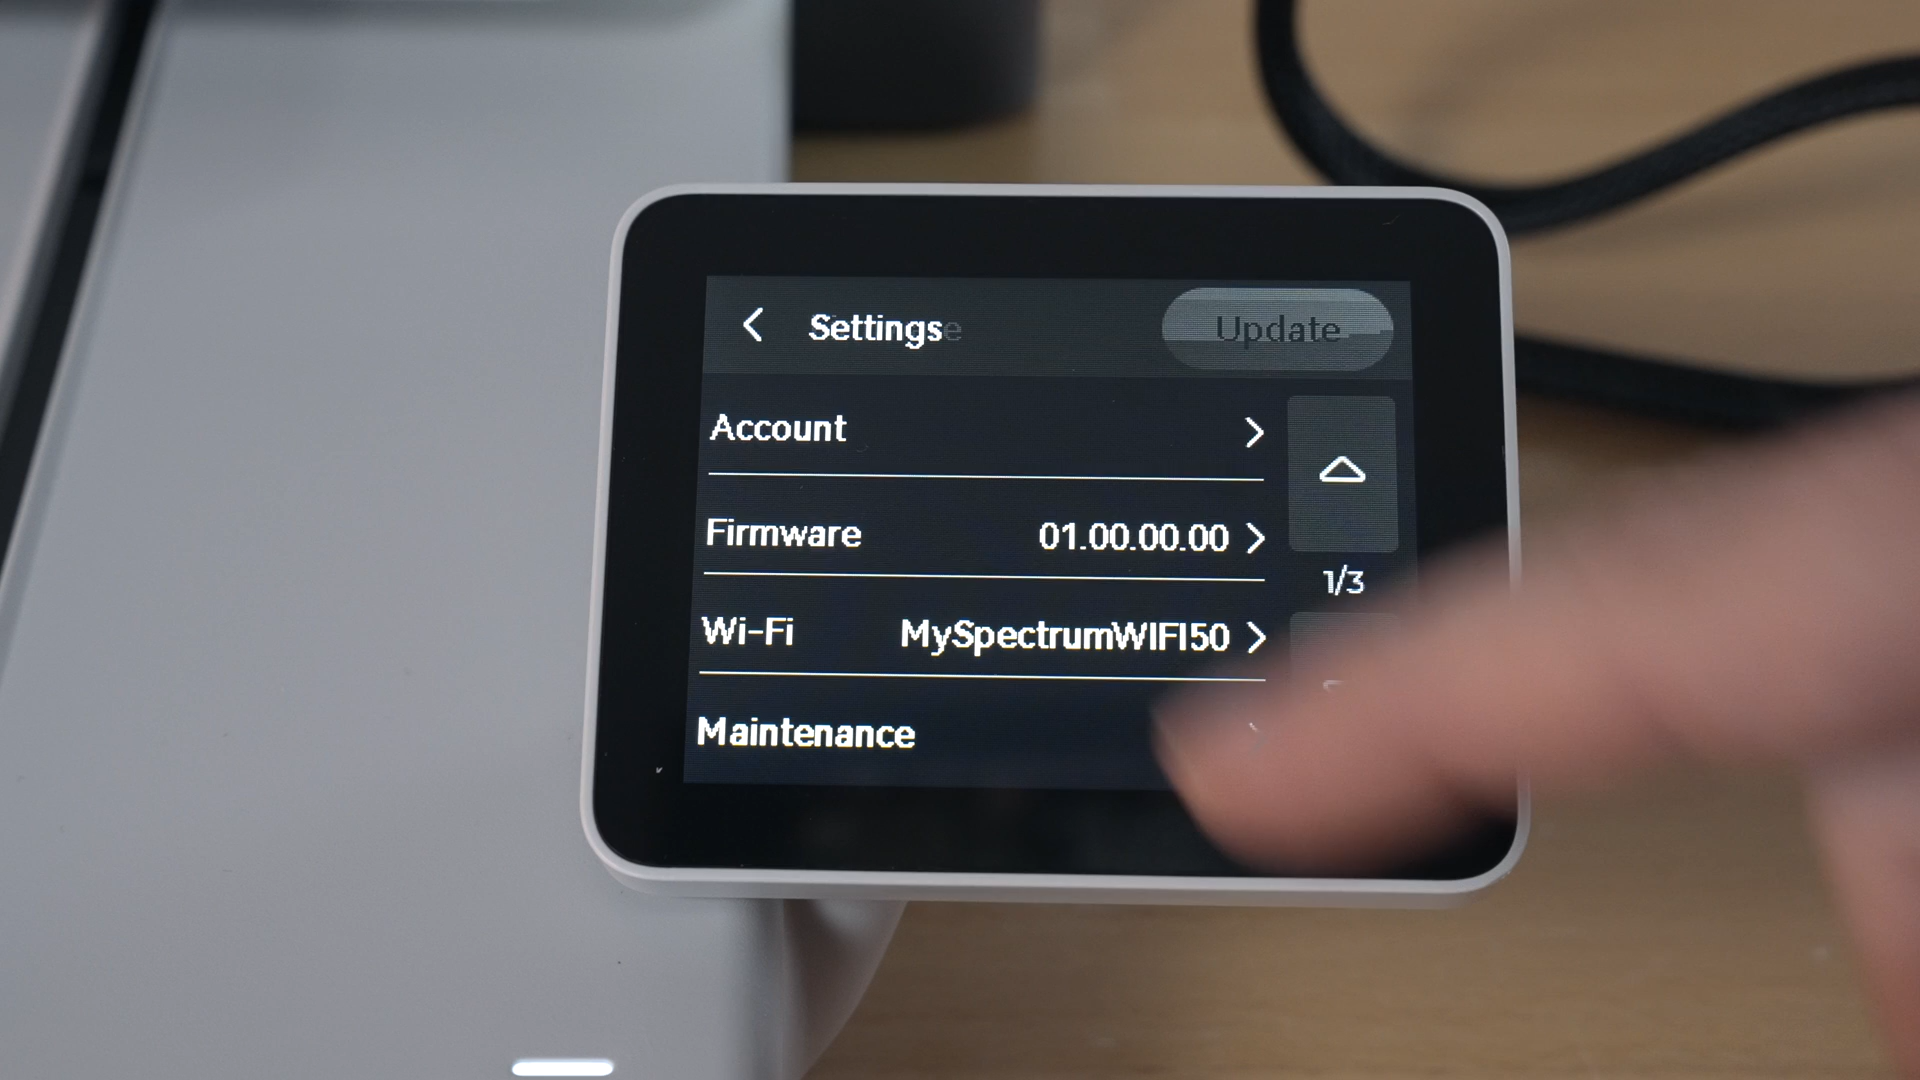 Settings
Update
Account
Firmware 01.00.00.00
1/3
Wi-Fi MySpectrumWIFI50
Maintenance